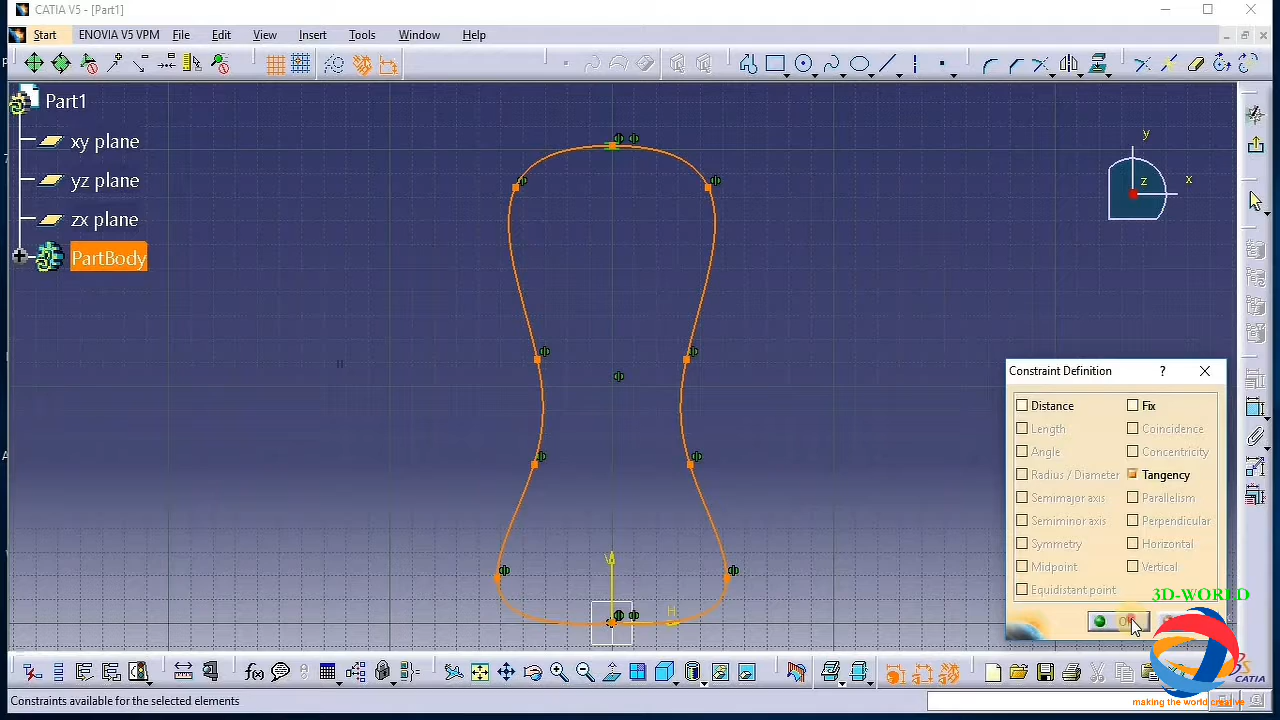 CATIA V5 - [Part1]
Start ENOVIA V5 VPM File Edit View Insert Tools Window Help
Part1
xy plane
yz plane
zx plane
PartBody
y
z
x
V
H
Constraint Definition ? 
Distance Fix
Length Coincidence
Angle Concentricity
Radius / Diameter Tangency
Semimajor axis Parallelism
Semiminor axis Perpendicular
Symmetry Horizontal
Midpoint Vertical
Equidistant point
3D-WORLD
f(x)
CATIA
Constraints available for the selected elements
making the world creative